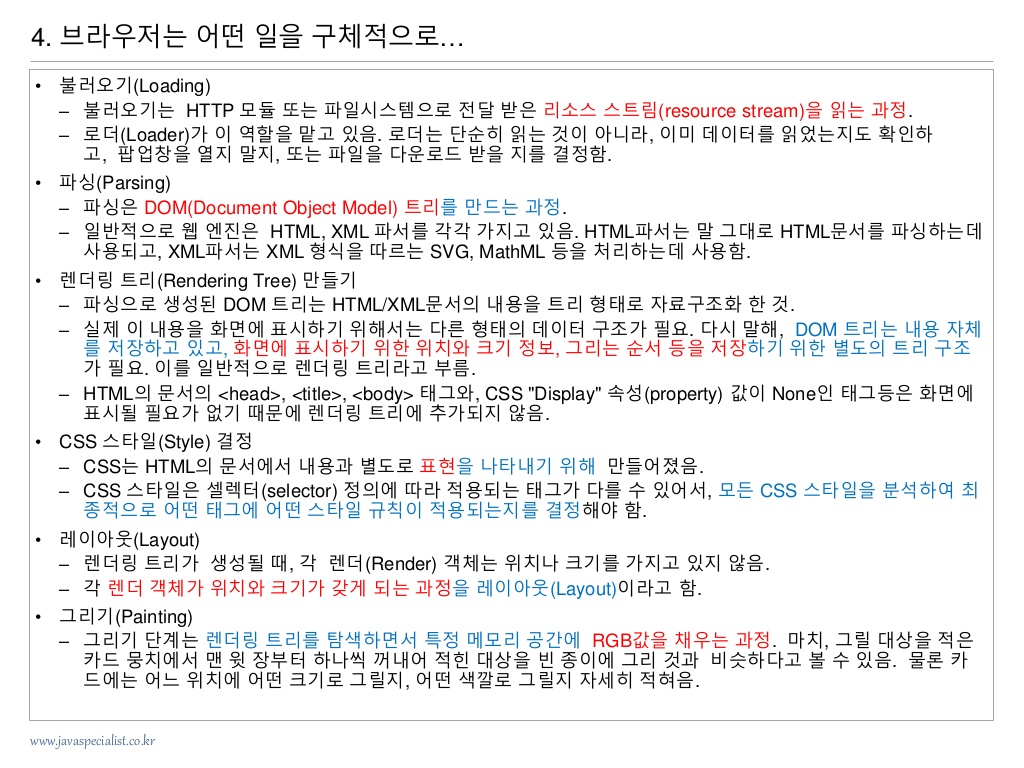 4. 브라우저는 어떤 일을 구체적으로…
• 불러오기(Loading)
– 불러오기는 HTTP 모듈 또는 파일시스템으로 전달 받은 리소스 스트림(resource stream)을 읽는 과정.
– 로더(Loader)가 이 역할을 맡고 있음. 로더는 단순히 읽는 것이 아니라, 이미 데이터를 읽었는지도 확인하
고, 팝업창을 열지 말지, 또는 파일을 다운로드 받을 지를 결정함.
• 파싱(Parsing)
– 파싱은 DOM(Document Object Model) 트리를 만드는 과정.
– 일반적으로 웹 엔진은 HTML, XML 파서를 각각 가지고 있음. HTML파서는 말 그대로 HTML문서를 파싱하는데
사용되고, XML파서는 XML 형식을 따르는 SVG, MathML 등을 처리하는데 사용함.
• 렌더링 트리(Rendering Tree) 만들기
– 파싱으로 생성된 DOM 트리는 HTML/XML문서의 내용을 트리 형태로 자료구조화 한 것.
– 실제 이 내용을 화면에 표시하기 위해서는 다른 형태의 데이터 구조가 필요. 다시 말해, DOM 트리는 내용 자체
를 저장하고 있고, 화면에 표시하기 위한 위치와 크기 정보, 그리는 순서 등을 저장하기 위한 별도의 트리 구조
가 필요. 이를 일반적으로 렌더링 트리라고 부름.
– HTML의 문서의 <head>, <title>, <body> 태그와, CSS "Display" 속성(property) 값이 None인 태그등은 화면에
표시될 필요가 없기 때문에 렌더링 트리에 추가되지 않음.
• CSS 스타일(Style) 결정
– CSS는 HTML의 문서에서 내용과 별도로 표현을 나타내기 위해 만들어졌음.
– CSS 스타일은 셀렉터(selector) 정의에 따라 적용되는 태그가 다를 수 있어서, 모든 CSS 스타일을 분석하여 최
종적으로 어떤 태그에 어떤 스타일 규칙이 적용되는지를 결정해야 함.
• 레이아웃(Layout)
– 렌더링 트리가 생성될 때, 각 렌더(Render) 객체는 위치나 크기를 가지고 있지 않음.
– 각 렌더 객체가 위치와 크기가 갖게 되는 과정을 레이아웃(Layout)이라고 함.
• 그리기(Painting)
– 그리기 단계는 렌더링 트리를 탐색하면서 특정 메모리 공간에 RGB값을 채우는 과정. 마치, 그릴 대상을 적은
카드 뭉치에서 맨 윗 장부터 하나씩 꺼내어 적힌 대상을 빈 종이에 그리 것과 비슷하다고 볼 수 있음. 물론 카
드에는 어느 위치에 어떤 크기로 그릴지, 어떤 색깔로 그릴지 자세히 적혀음.
www.javaspecialist.co.kr